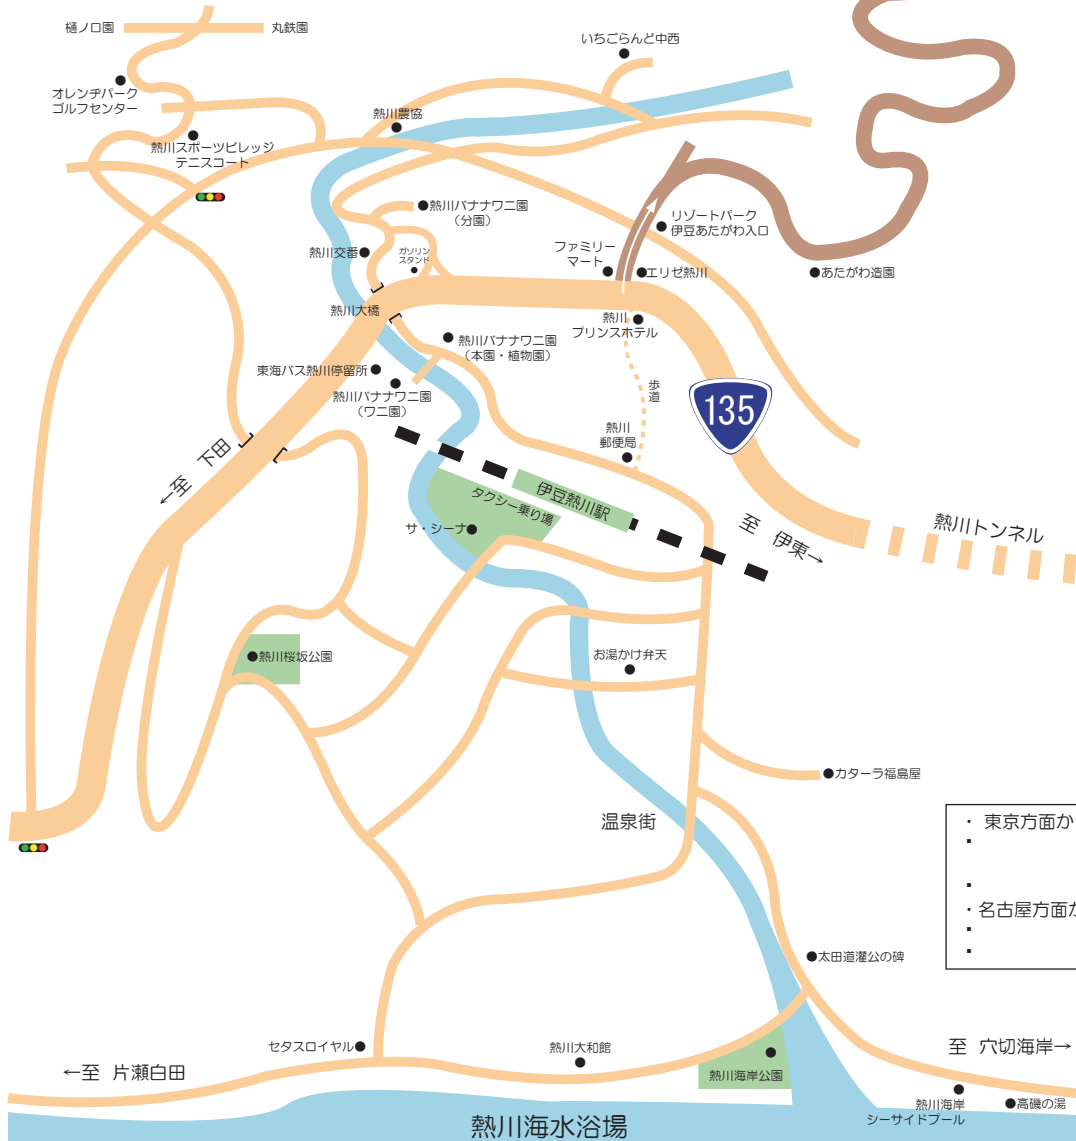 樋ノ口園
丸鉄園
いちごらんど中西
オレンヂパーク
ゴルフセンター
熱川農協
熱川スポーツビレッジ
テニスコート
熱川バナナワニ園
（分園）
リゾートパーク
伊豆あたがわ入口
熱川交番
ガソリン
スタンド
ファミリー
マート
エリゼ熱川
あたがわ造園
熱川大橋
熱川
プリンスホテル
熱川バナナワニ園
（本園・植物園）
東海バス熱川停留所
熱川バナナワニ園
（ワニ園）
歩道
135
熱川
郵便局
←至 下田
伊豆熱川駅
タクシー乗り場
サ・シーナ
至 伊東→
熱川トンネル
熱川桜坂公園
お湯かけ弁天
カターラ福島屋
温泉街
・ 東京方面か
・ 名古屋方面か
太田道灌公の碑
セタスロイヤル
熱川大和館
至 穴切海岸→
←至 片瀬白田
熱川海岸公園
熱川海岸
シーサイドプール
高磯の湯
熱川海水浴場